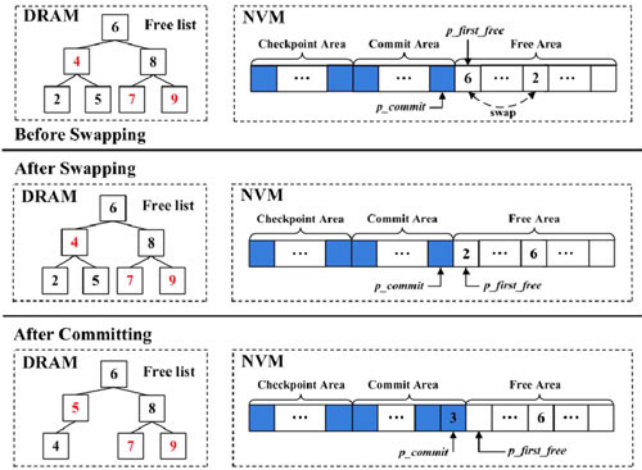 DRAM
Free list
6
4 8
2 5 7 9
NVM
p_first_free
Checkpoint Area Commit Area Free Area
... ... 6 ... 2 ...
p_commit
swap
Before Swapping
After Swapping
DRAM
Free list
6
4 8
2 5 7 9
NVM
Checkpoint Area Commit Area Free Area
... ... 2 ... 6 ...
p_commit p_first_free
After Committing
DRAM
Free list
6
5 8
4 7 9
NVM
Checkpoint Area Commit Area Free Area
... ... 3 ... 6 ...
p_commit p_first_free